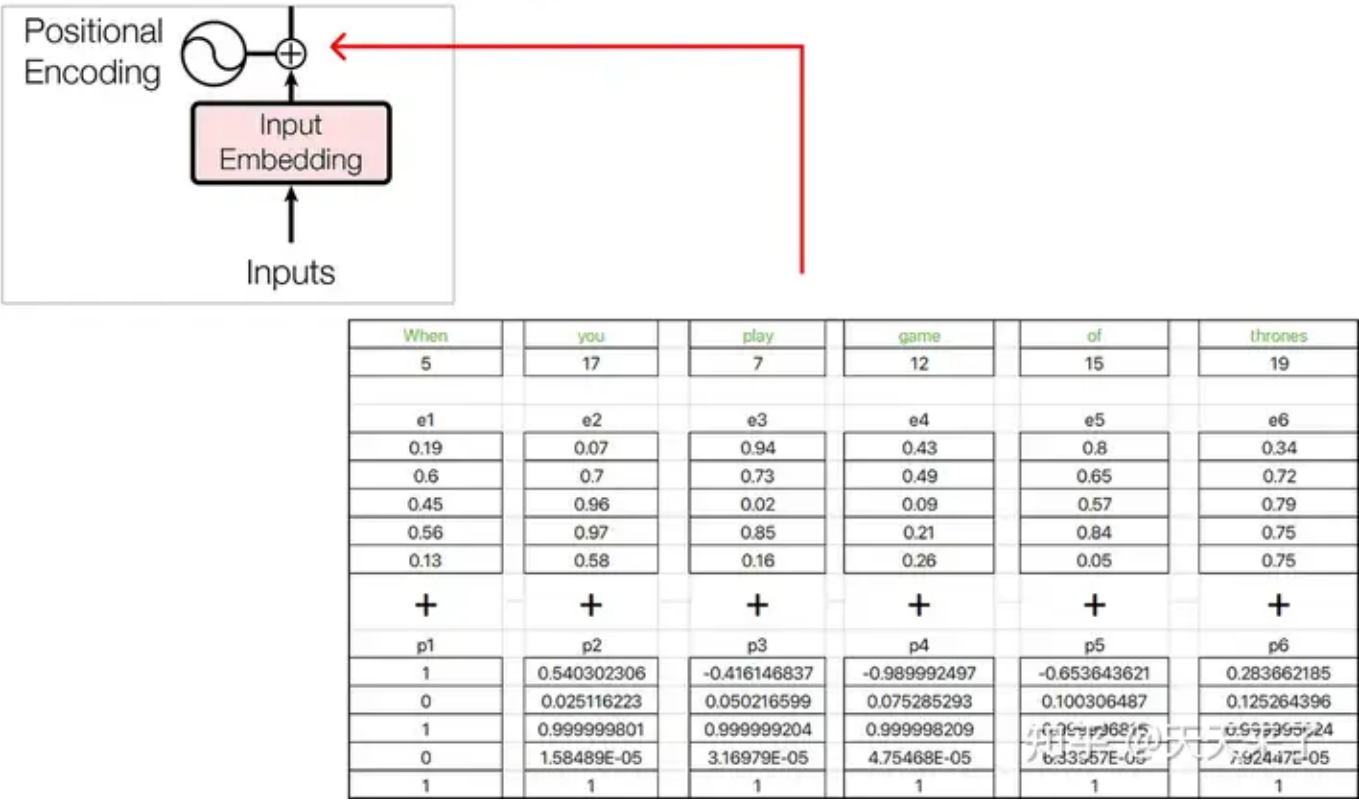 Positional
Encoding
Input
Embedding
Inputs
When you play game of thrones
5 17 7 12 15 19
e1 e2 e3 e4 e5 e6
0.19 0.07 0.94 0.43 0.8 0.34
0.6 0.7 0.73 0.49 0.65 0.72
0.45 0.96 0.02 0.09 0.57 0.79
0.56 0.97 0.85 0.21 0.84 0.75
0.13 0.58 0.16 0.26 0.05 0.75
+ + + + + +
p1 p2 p3 p4 p5 p6
1 0.540302306 -0.416146837 -0.989992497 -0.653643621 0.283662185
0 0.025116223 0.050216599 0.075285293 0.100306487 0.125264396
1 0.999999801 0.999999204 0.999998209
0 1.58489E-05 3.16979E-05 4.75468E-05
1 1 1 1 1 1
知乎